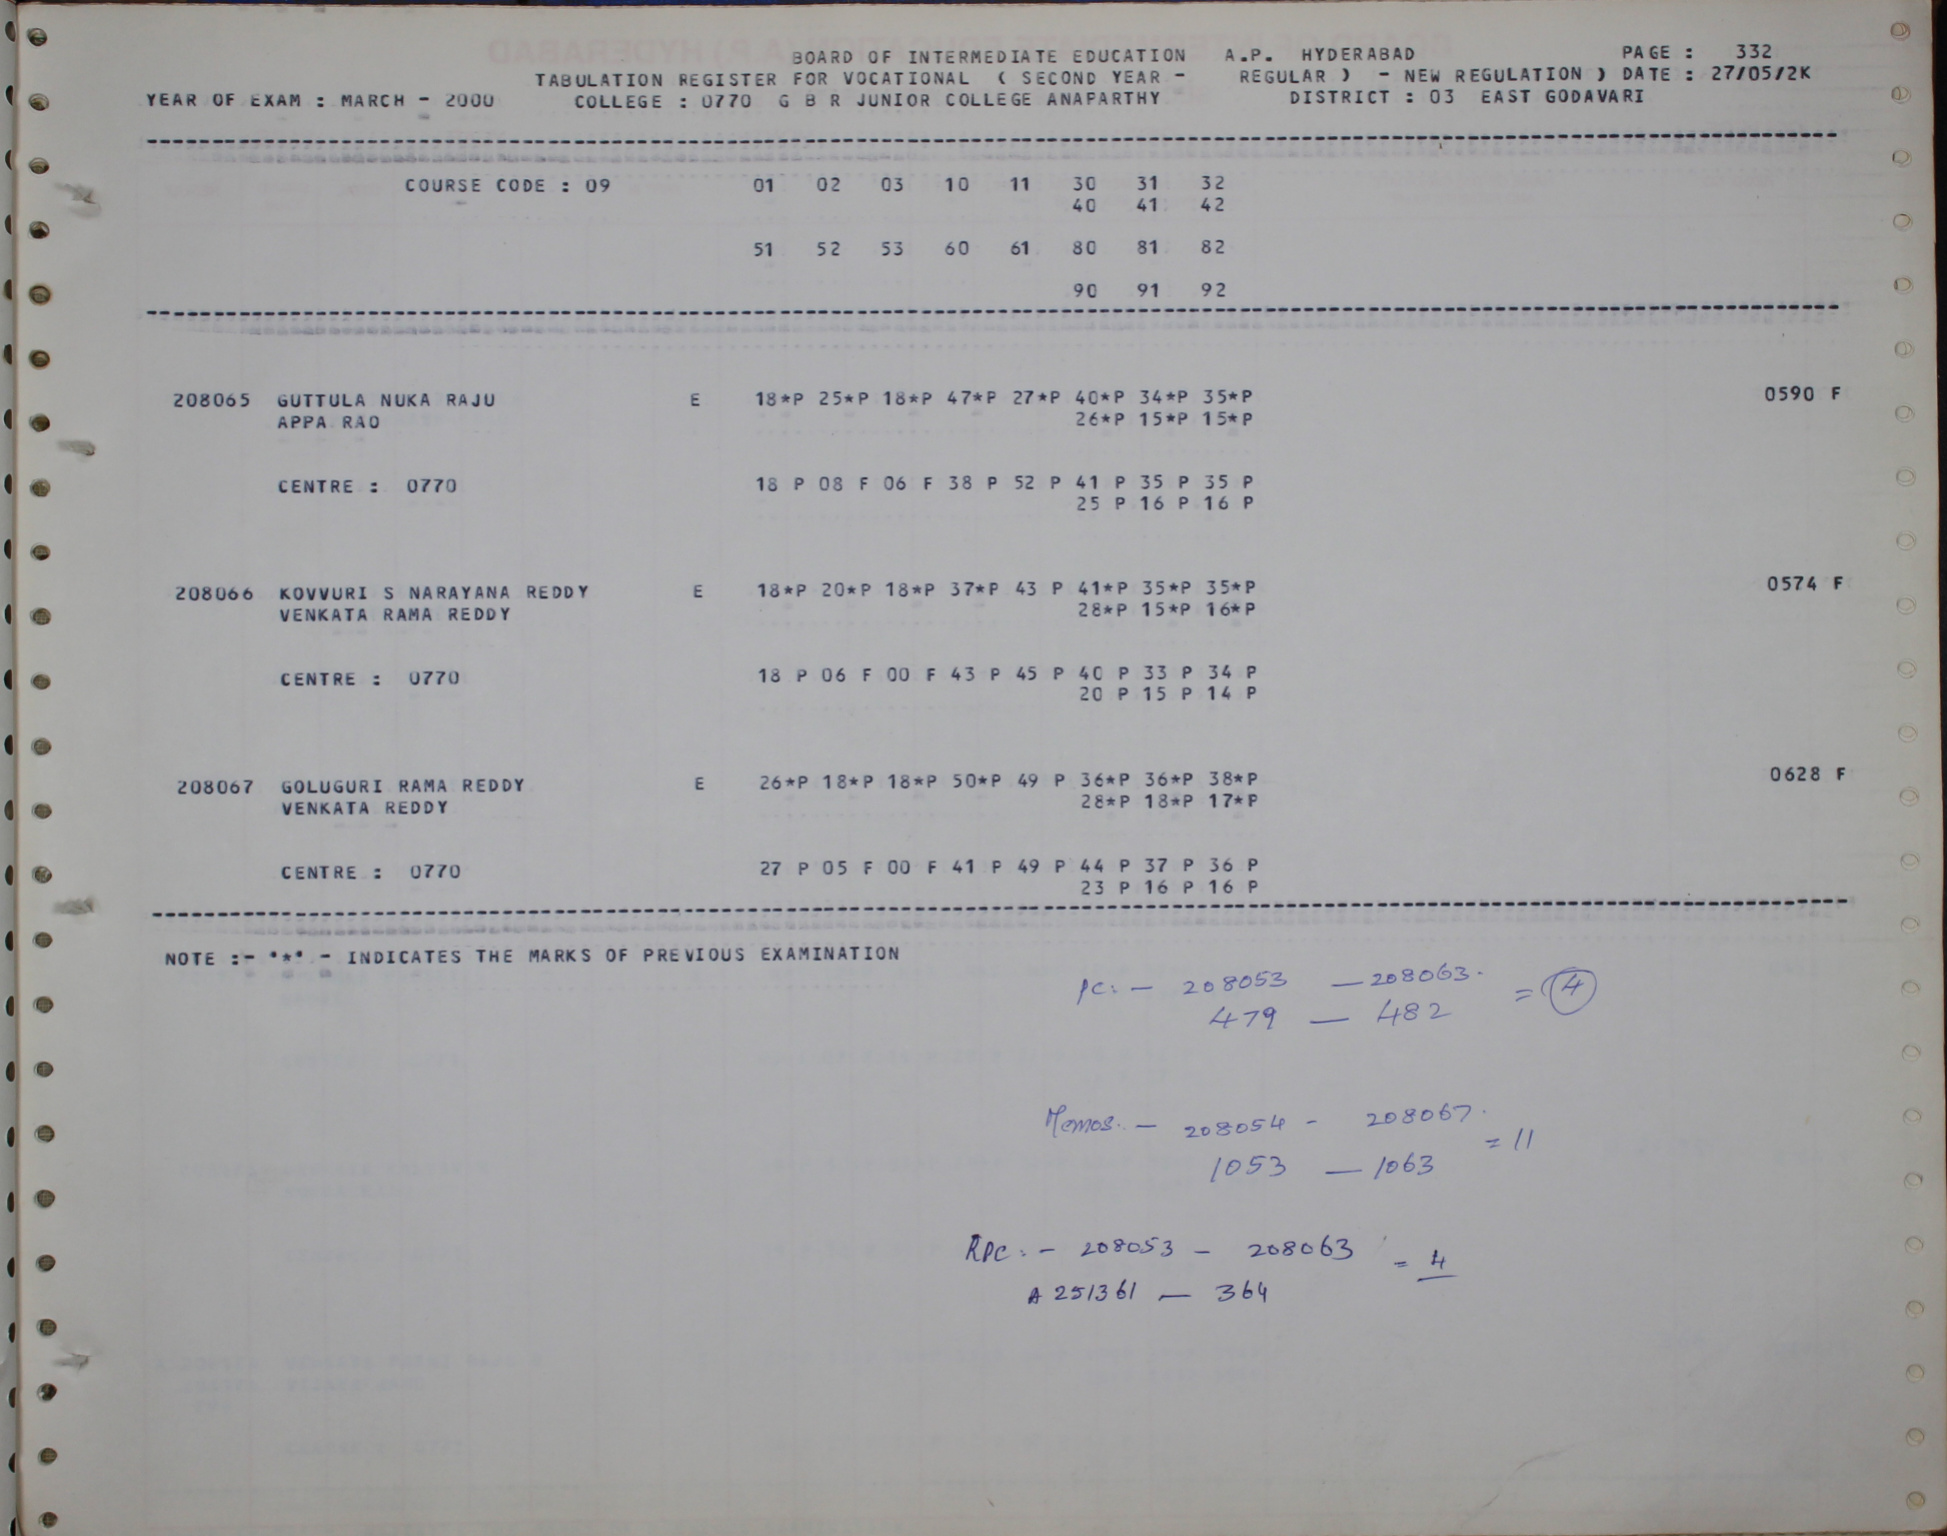 BOARD OF INTERMEDIATE EDUCATION A.P. HYDERABAD PAGE : 332
TABULATION REGISTER FOR VOCATIONAL ( SECOND YEAR - REGULAR ) - NEW REGULATION ) DATE : 27/05/2K
YEAR OF EXAM : MARCH - 2000 COLLEGE : 0770 G B R JUNIOR COLLEGE ANAPARTHY DISTRICT : 03 EAST GODAVARI
COURSE CODE : 09 01 02 03 10 11 30 31 32
40 41 42
51 52 53 60 61 80 81 82
90 91 92
208065 GUTTULA NUKA RAJU E 18*P 25*P 18*P 47*P 27*P 40*P 34*P 35*P 0590 F
APPA RAO 26*P 15*P 15*P
CENTRE : 0770 18 P 08 F 06 F 38 P 52 P 41 P 35 P 35 P
25 P 16 P 16 P
208066 KOVVURI S NARAYANA REDDY E 18*P 20*P 18*P 37*P 43 P 41*P 35*P 35*P 0574 F
VENKATA RAMA REDDY 28*P 15*P 16*P
CENTRE : 0770 18 P 06 F 00 F 43 P 45 P 40 P 33 P 34 P
20 P 15 P 14 P
208067 GOLUGURI RAMA REDDY E 26*P 18*P 18*P 50*P 49 P 36*P 36*P 38*P 0628 F
VENKATA REDDY 28*P 18*P 17*P
CENTRE : 0770 27 P 05 F 00 F 41 P 49 P 44 P 37 P 36 P
23 P 16 P 16 P
NOTE :- '*' - INDICATES THE MARKS OF PREVIOUS EXAMINATION
PC:- 208053 - 208063.
479 - 482 = 4
Memos:- 208054 - 208067.
1053 - 1063 = 11
RPC:- 208053 - 208063 = 4
A 251361 - 364